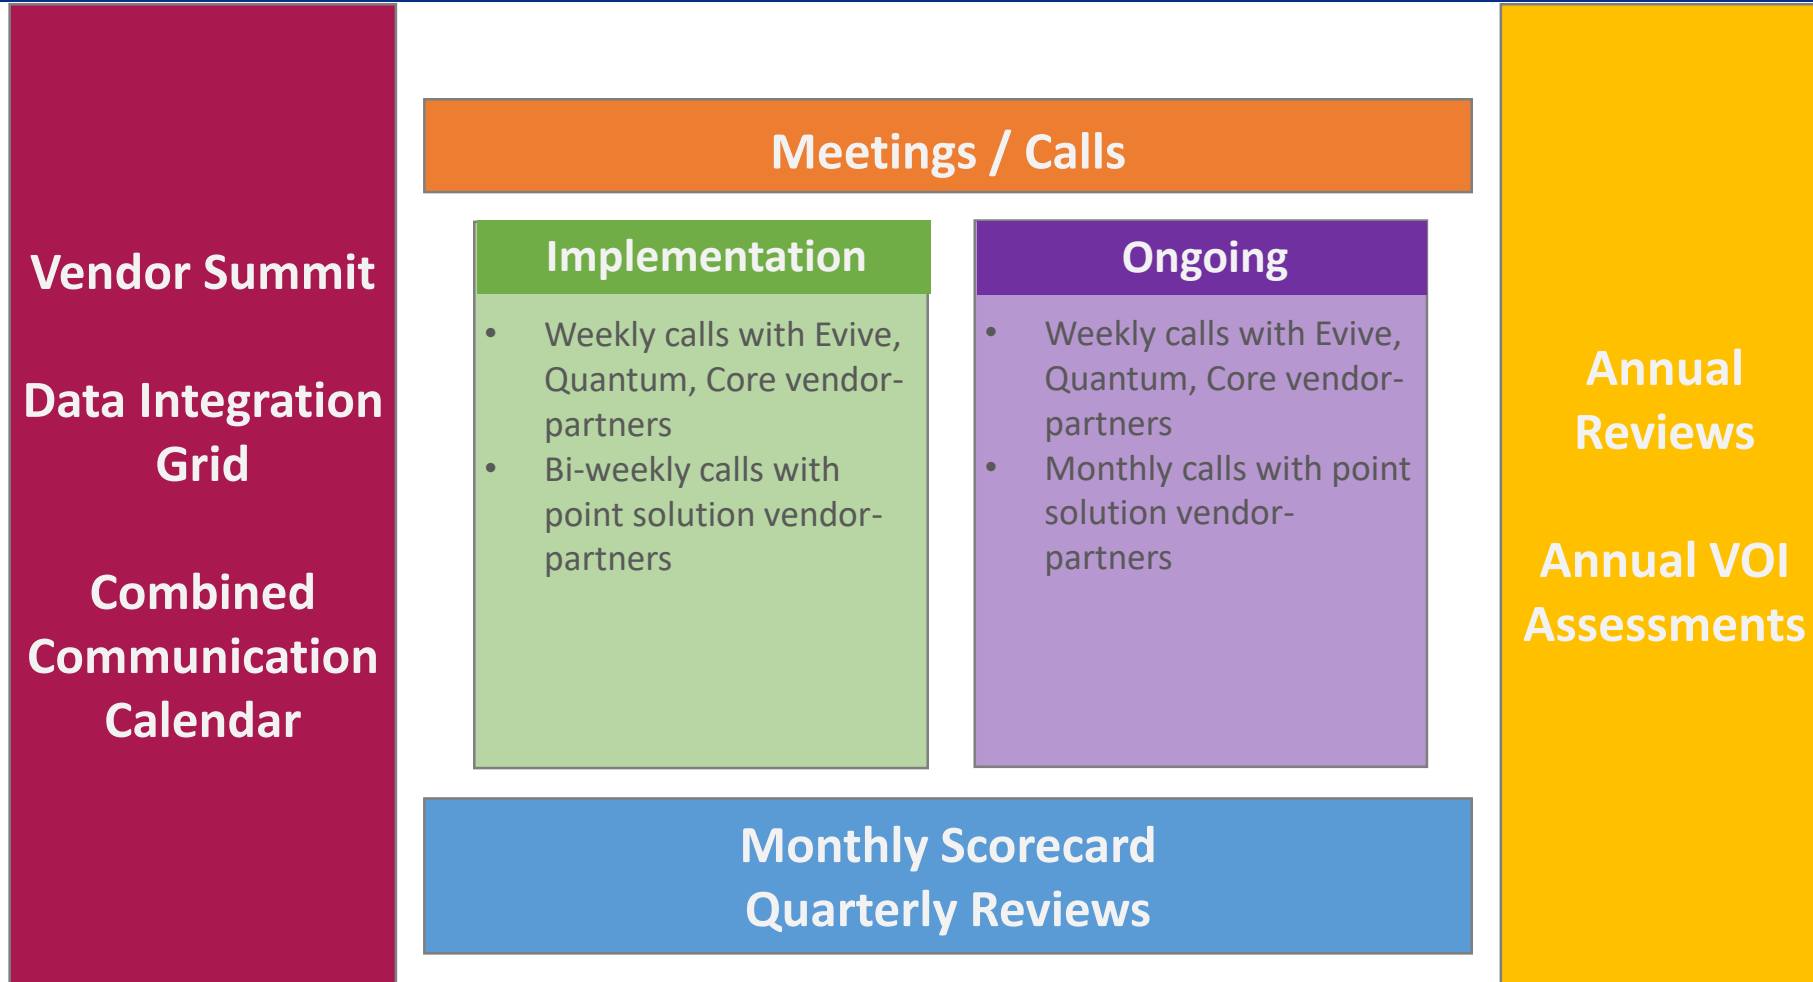 Vendor Summit
Data Integration
Grid
Combined
Communication
Calendar
Meetings / Calls
Implementation
• Weekly calls with Evive,
Quantum, Core vendor-
partners
• Bi-weekly calls with
point solution vendor-
partners
Ongoing
• Weekly calls with Evive,
Quantum, Core vendor-
partners
• Monthly calls with point
solution vendor-
partners
Monthly Scorecard
Quarterly Reviews
Annual
Reviews
Annual VOI
Assessments